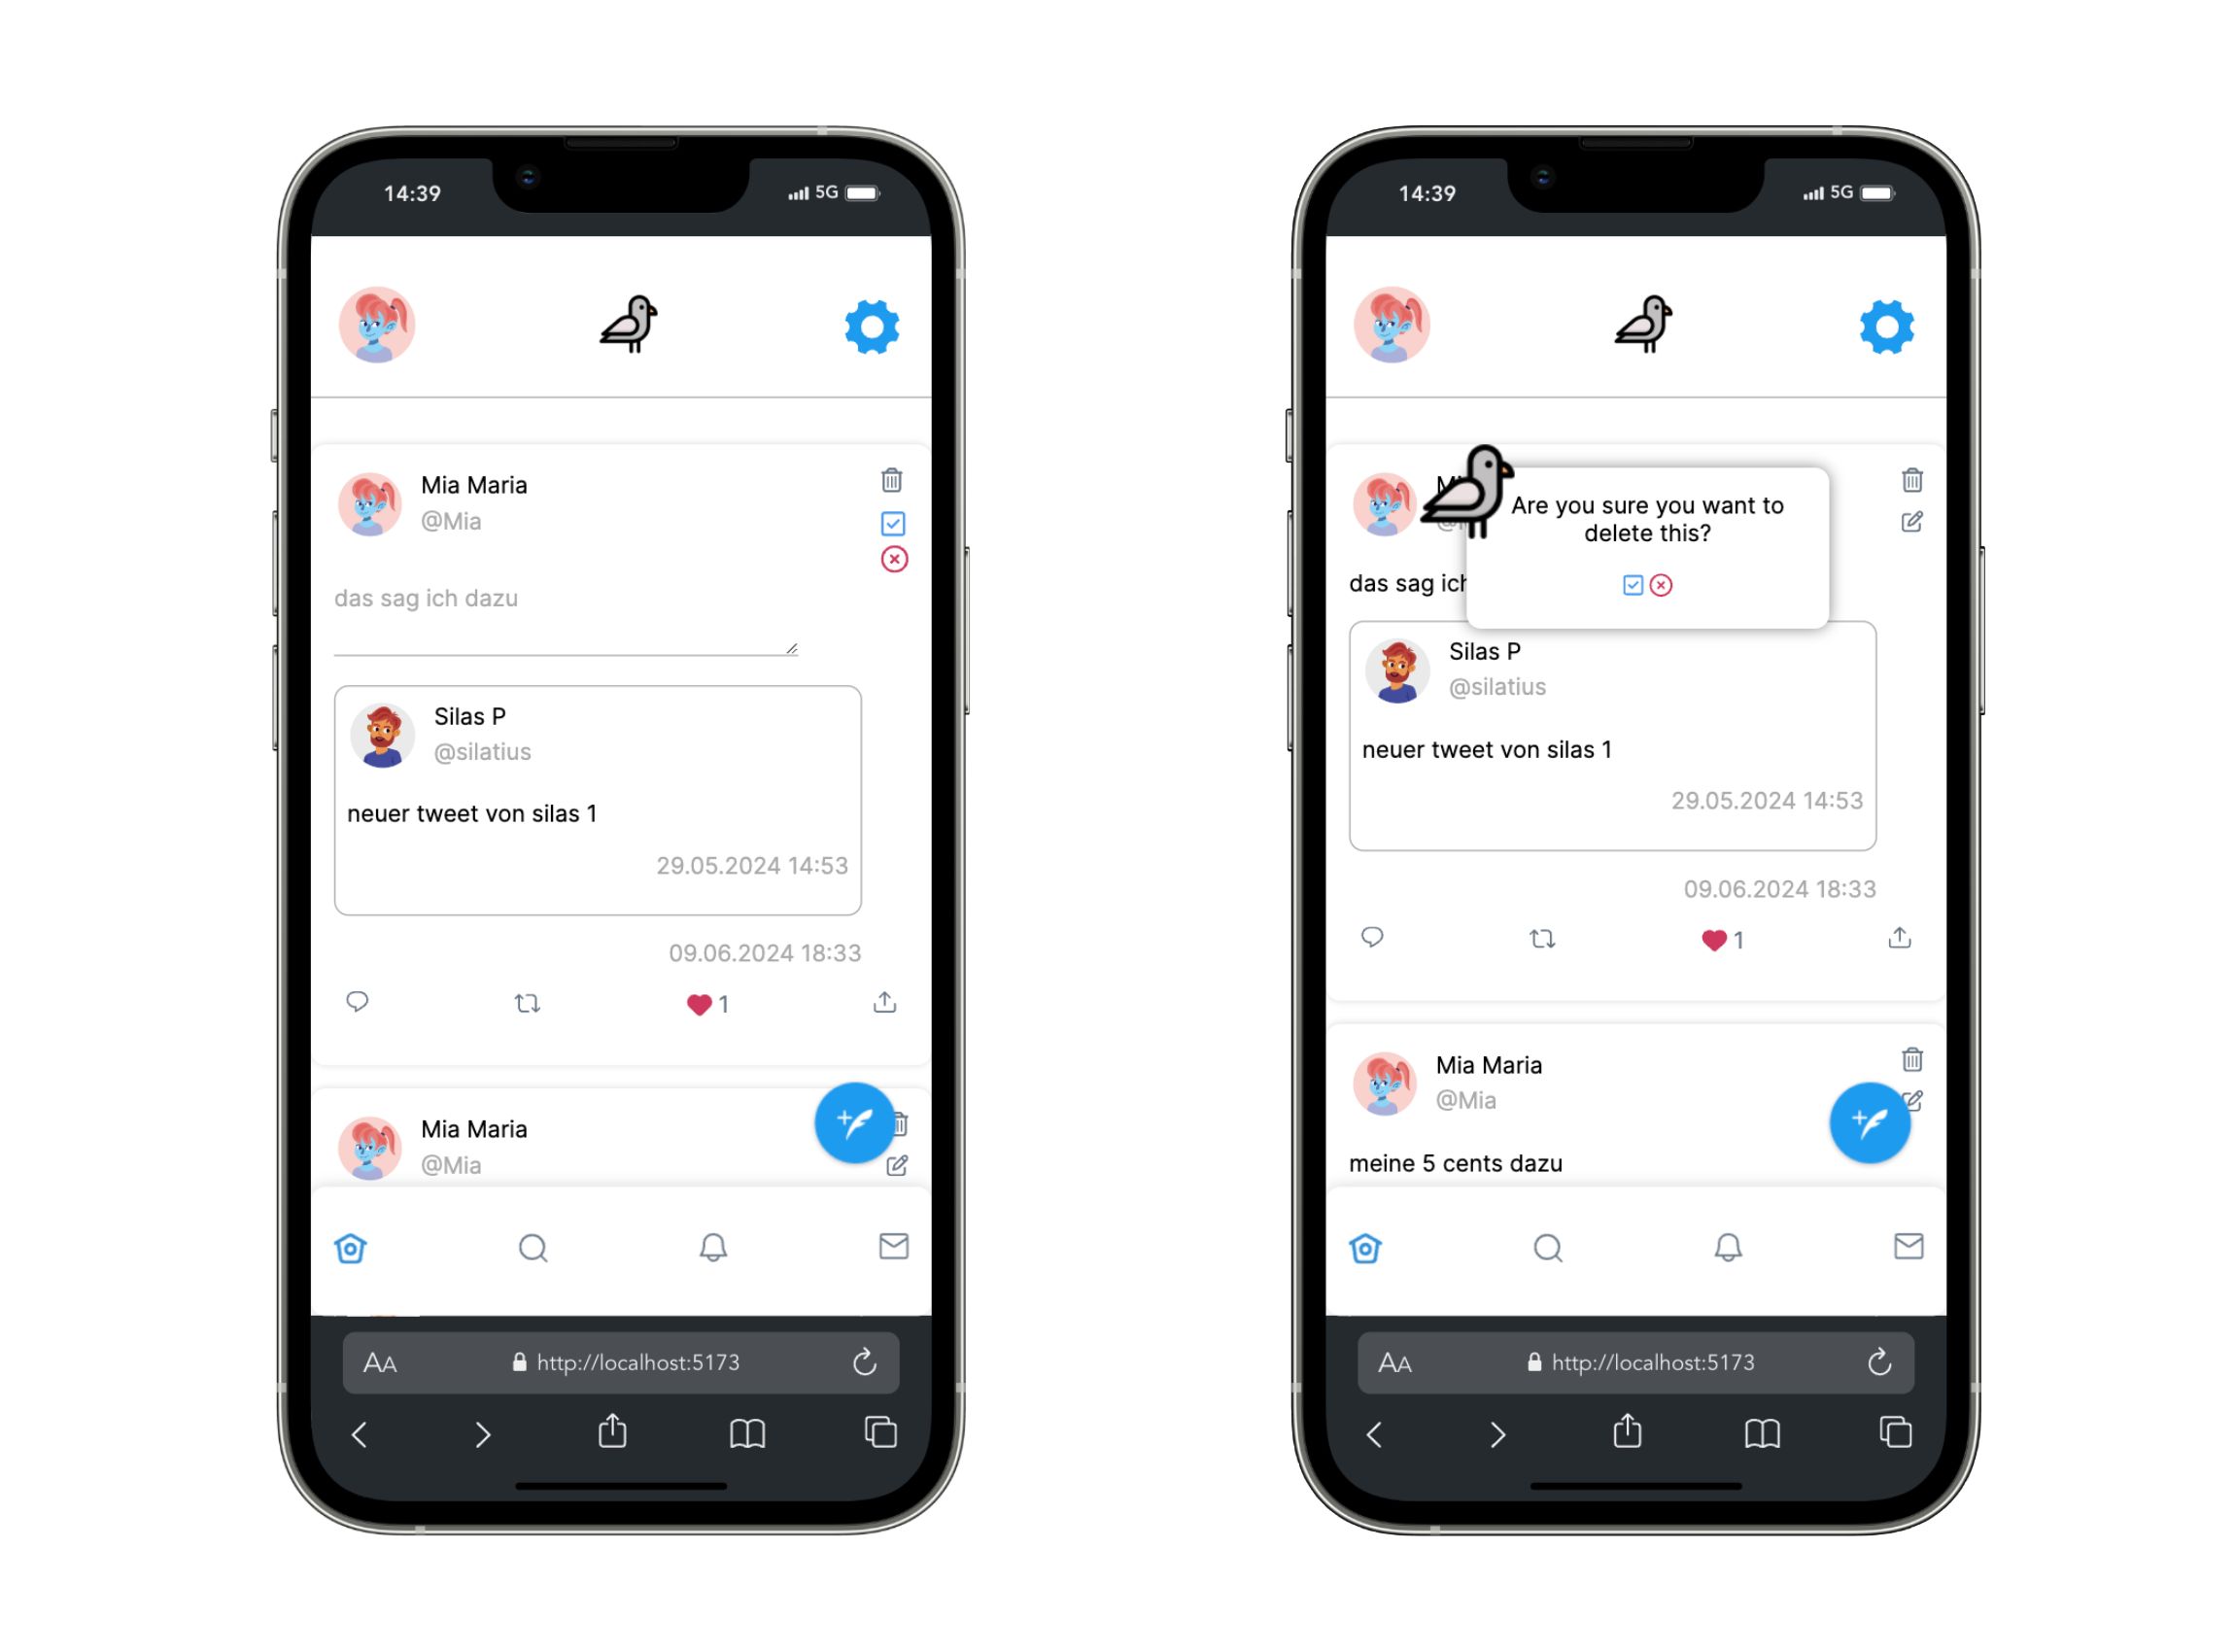 14:39
5G
Mia Maria
@Mia
das sag ich dazu
Silas P
@silatius
neuer tweet von silas 1
29.05.2024 14:53
09.06.2024 18:33
1
Mia Maria
@Mia
AA
http://localhost:5173
14:39
5G
Are you sure you want to
delete this?
das sag ich
Silas P
@silatius
neuer tweet von silas 1
29.05.2024 14:53
09.06.2024 18:33
1
Mia Maria
@Mia
meine 5 cents dazu
AA
http://localhost:5173